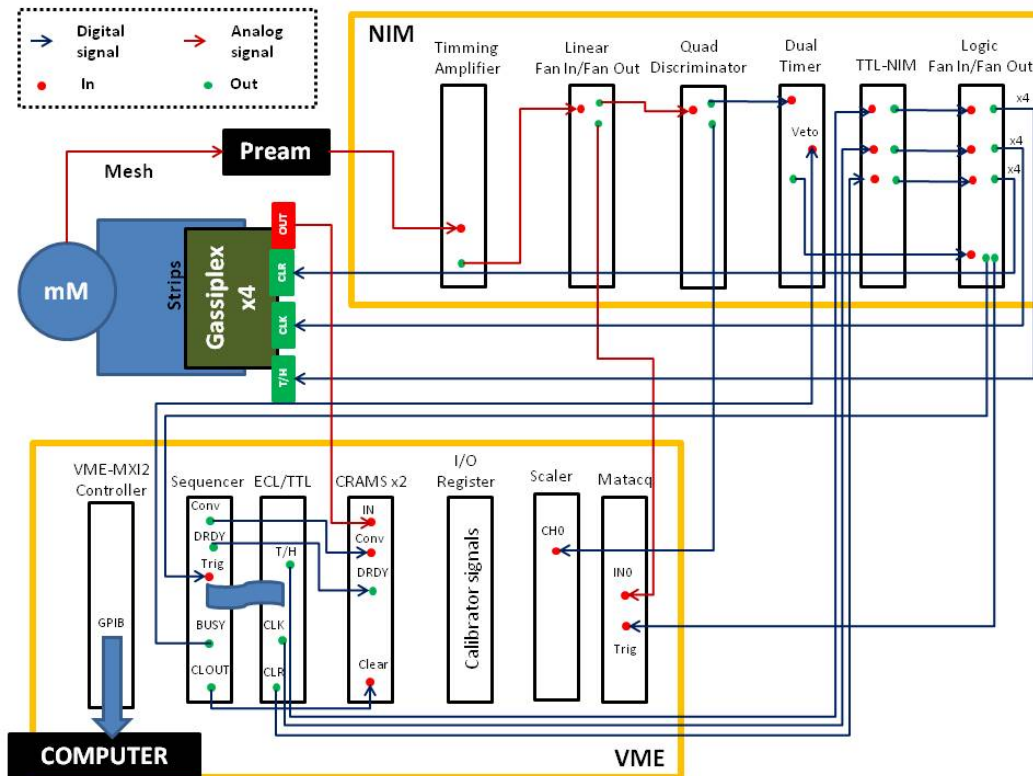 Digital signal
Analog signal
In
Out
NIM
Timming
Amplifier
Linear
Fan In/Fan Out
Quad
Discriminator
Dual
Timer
TTL-NIM
Logic
Fan In/Fan Out
Veto
x4
x4
x4
Pream
Mesh
mM
Strips
Gassiplex
x4
OUT
CLR
CLK
T/H
VME-MXI2
Controller
GPIB
COMPUTER
Sequencer
Conv
DRDY
Trig
BUSY
CLOUT
ECL/TTL
T/H
CLK
CLR
CRAMS x2
IN
Conv
DRDY
Clear
I/O
Register
Calibrator signals
Scaler
CH0
Matacq
IN0
Trig
VME